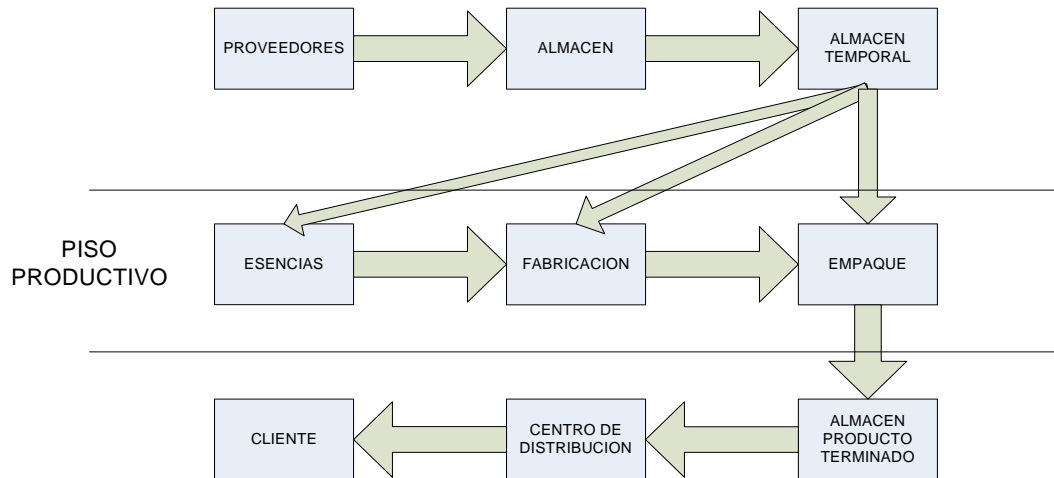 PROVEEDORES
ALMACEN
ALMACEN
TEMPORAL
PISO
PRODUCTIVO
ESENCIAS
FABRICACION
EMPAQUE
CLIENTE
CENTRO DE
DISTRIBUCION
ALMACEN
PRODUCTO
TERMINADO